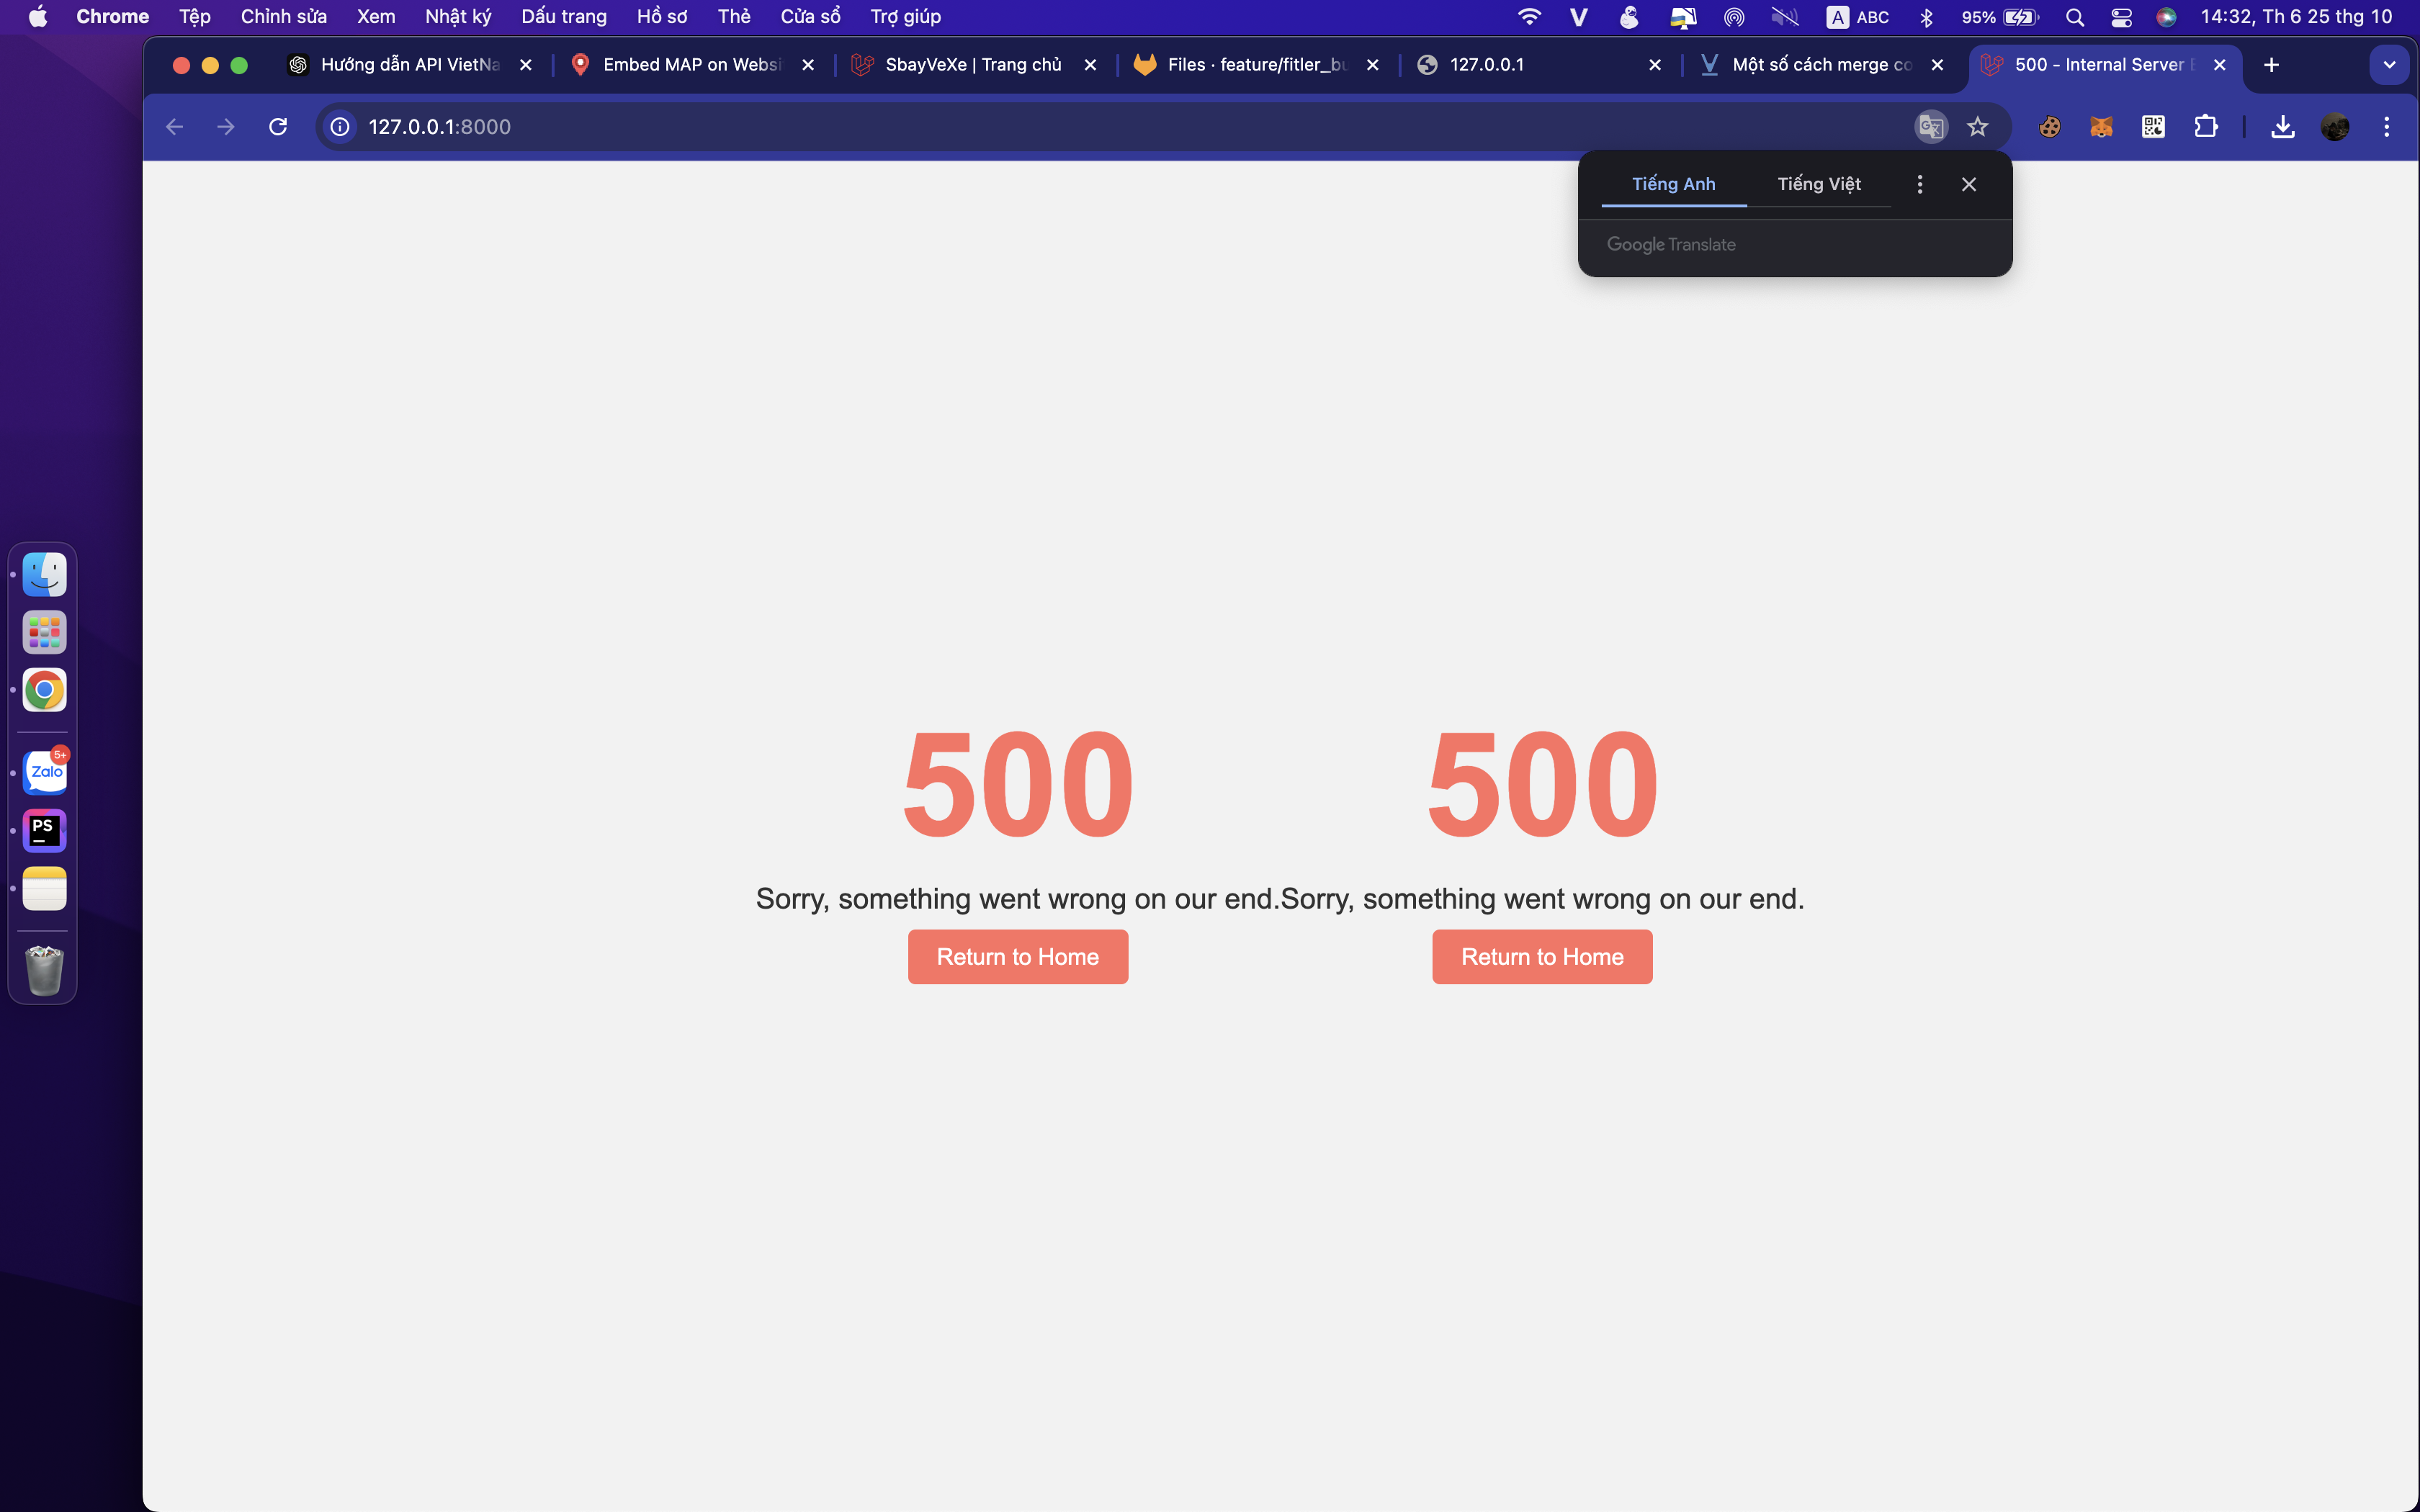 Chrome Tệp Chỉnh sửa Xem Nhật ký Dấu trang Hồ sơ Thẻ Cửa sổ Trợ giúp V A ABC 95% 14:32, Th 6 25 thg 10
Hướng dẫn API VietNa Embed MAP on Websi SbayVeXe | Trang chủ Files · feature/fitler_bu 127.0.0.1 Một số cách merge co 500 - Internal Server E
127.0.0.1:8000
Tiếng Anh Tiếng Việt
Google Translate
500 500
Sorry, something went wrong on our end.Sorry, something went wrong on our end.
Return to Home Return to Home
5+
Zalo
PS